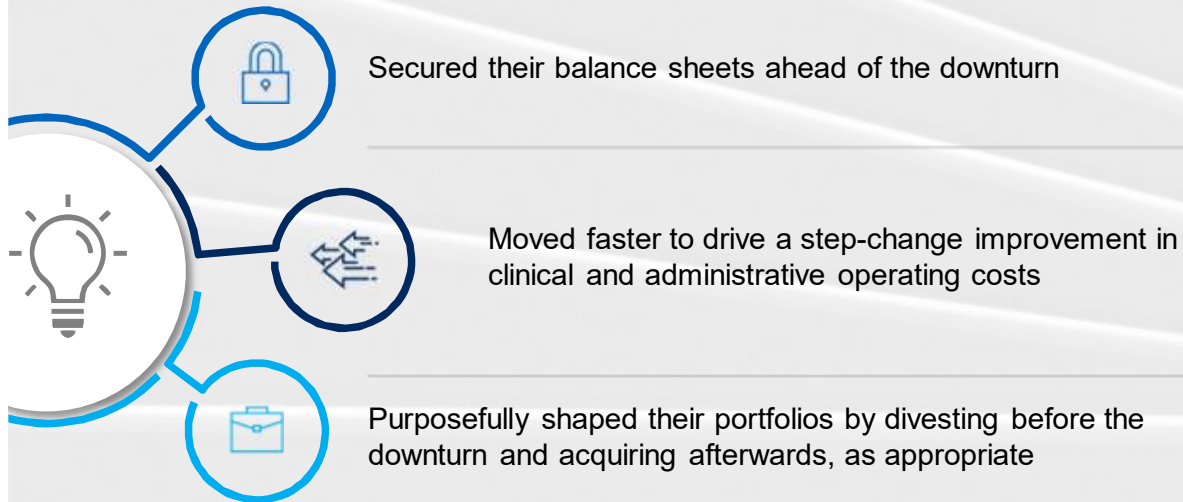 Secured their balance sheets ahead of the downturn
Moved faster to drive a step-change improvement in
clinical and administrative operating costs
Purposefully shaped their portfolios by divesting before the
downturn and acquiring afterwards, as appropriate